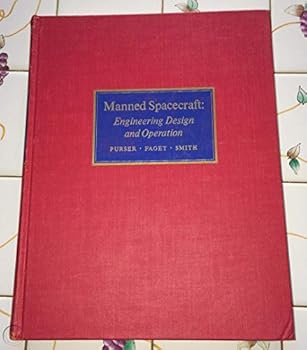 Manned Spacecraft:
Engineering Design
and Operation
PURSER · FAGET · SMITH